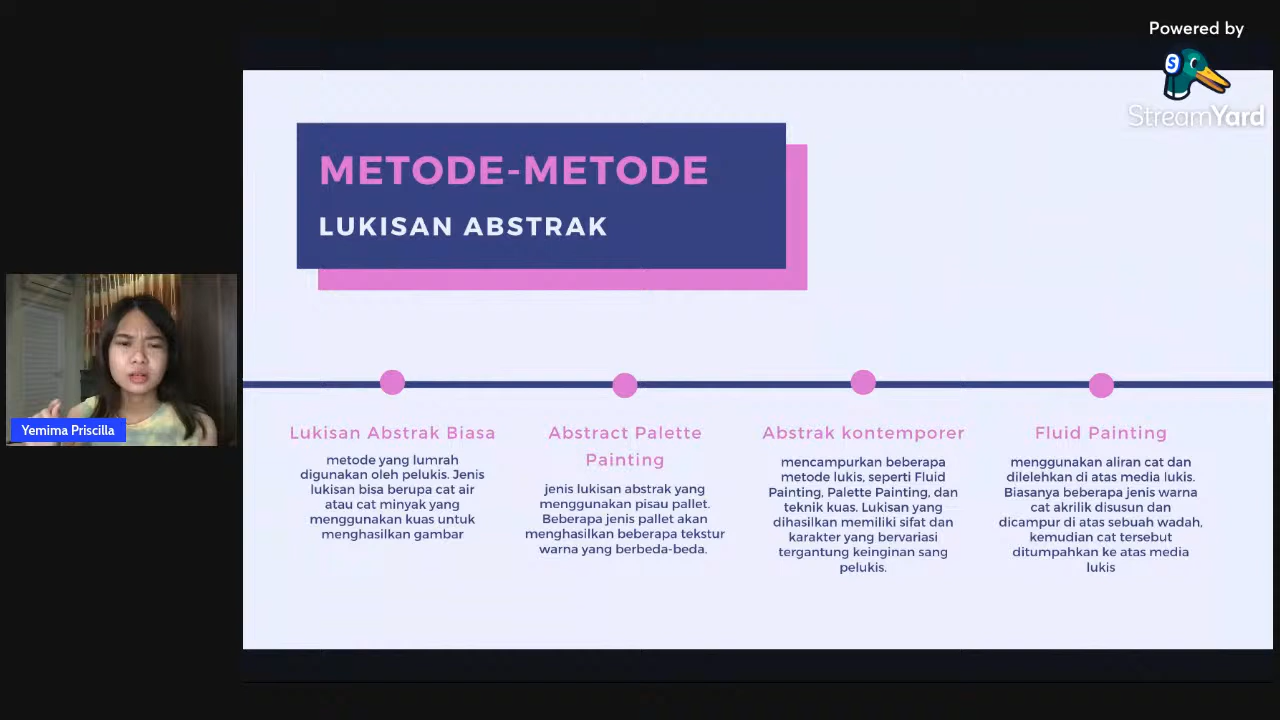 Powered by
StreamYard
METODE-METODE
LUKISAN ABSTRAK
Yemima Priscilla
Lukisan Abstrak Biasa
metode yang lumrah
digunakan oleh pelukis. Jenis
lukisan bisa berupa cat air
atau cat minyak yang
menggunakan kuas untuk
menghasilkan gambar
Abstract Palette
Painting
jenis lukisan abstrak yang
menggunakan pisau pallet.
Beberapa jenis pallet akan
menghasilkan beberapa tekstur
warna yang berbeda-beda.
Abstrak kontemporer
mencampurkan beberapa
metode lukis, seperti Fluid
Painting, Palette Painting, dan
teknik kuas. Lukisan yang
dihasilkan memiliki sifat dan
karakter yang bervariasi
tergantung keinginan sang
pelukis.
Fluid Painting
menggunakan aliran cat dan
dilelehkan di atas media lukis.
Biasanya beberapa jenis warna
cat akrilik disusun dan
dicampur di atas sebuah wadah,
kemudian cat tersebut
ditumpahkan ke atas media
lukis